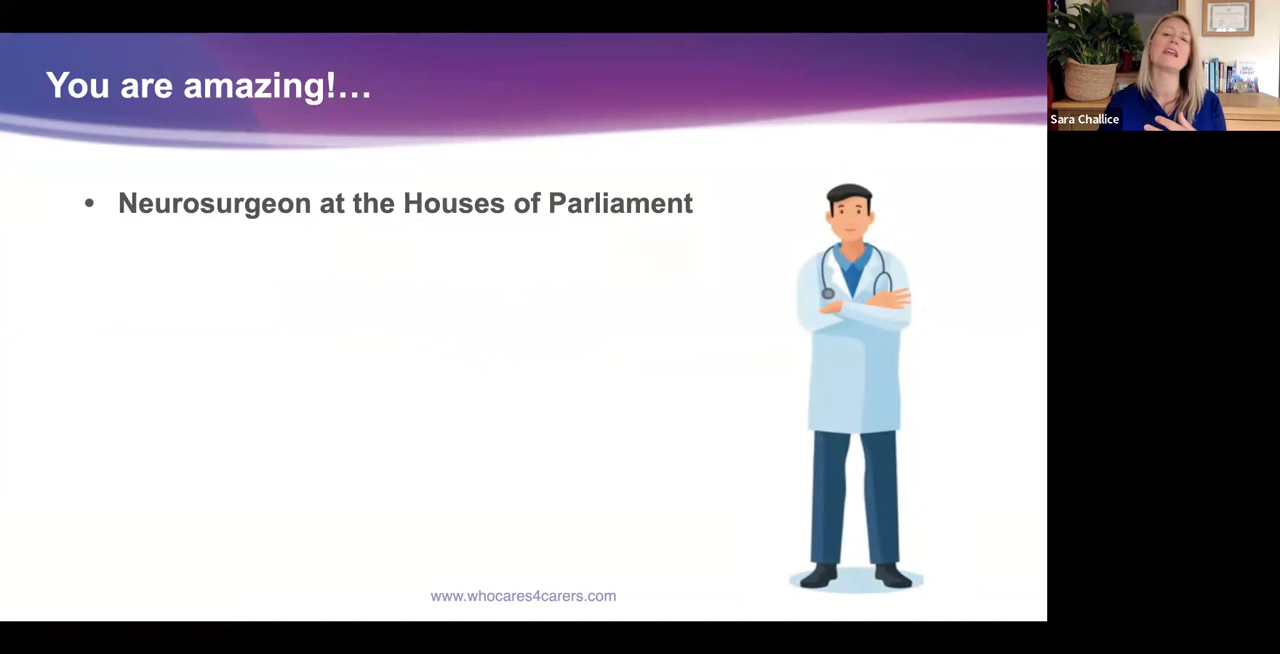 You are amazing!...
• Neurosurgeon at the Houses of Parliament
www.whocares4carers.com
Sara Challice